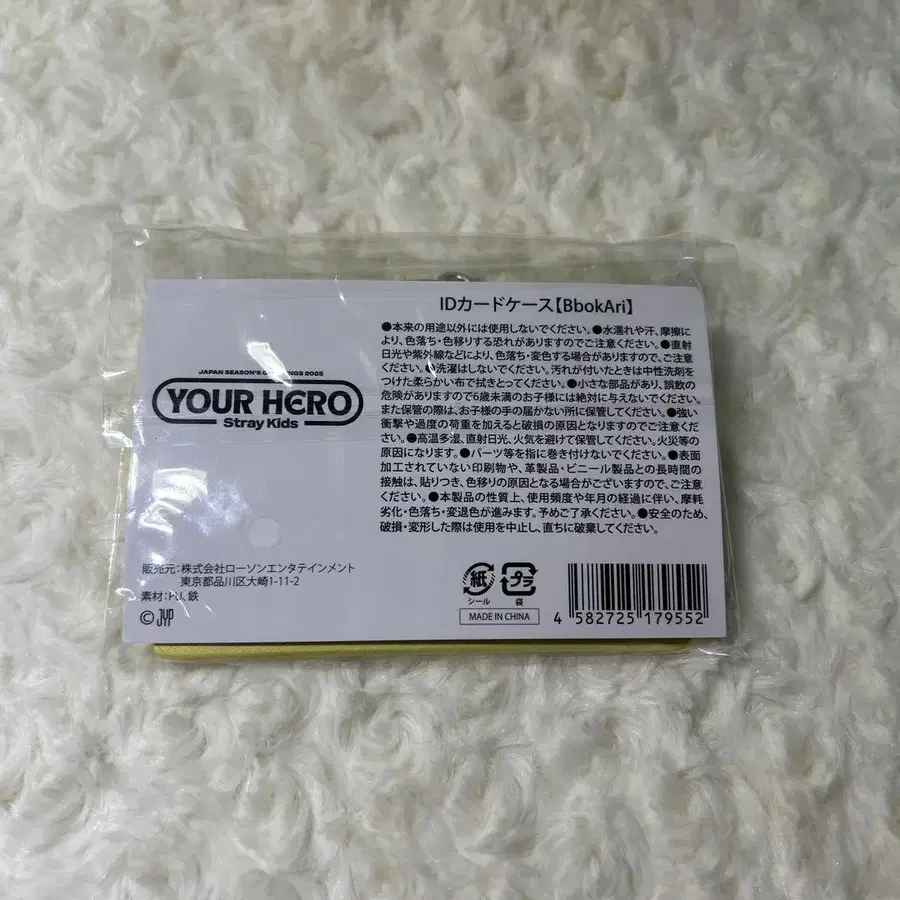 IDカードケース【BbokAri】
●本来の用途以外には使用しないでください。●水濡れや汗、摩擦に
より、色落ち・色移りする恐れがありますのでご注意ください。●直射
日光や紫外線などにより、色落ち・変色する場合がありますので、ご注意
ください。●洗濯はしないでください。汚れが付いたときは中性洗剤を
つけた柔らかい布で拭きとってください。●小さな部品があり、誤飲の
危険がありますので6歳未満のお子様には絶対に与えないでください。
また保管の際は、お子様の手の届かない所に保管してください。●強い
衝撃や過度の荷重を加えると破損の原因となりますのでご注意くださ
い。●高温多湿、直射日光、火気を避けて保管してください。火災等の
原因になります。●パーツ等を指に巻き付けないでください。●表面
加工されていない印刷物や、革製品・ビニール製品との長時間の
接触は、貼りつき、色移りの原因となる場合がございますので、ご注意
ください。●本製品の性質上、使用頻度や年月の経過に伴い、摩耗
劣化・色落ち・変退色が進みます。予めご了承ください。●安全のため、
破損・変形した際は使用を中止し、直ちに破棄してください。
JAPAN SEASON'S GREETINGS 2025
YOUR HERO
Stray Kids
販売元:株式会社ローソンエンタテインメント
東京都品川区大崎1-11-2
素材:PU、鉄
© JYP
紙
シール
プラ
袋
MADE IN CHINA
4 582725 179552